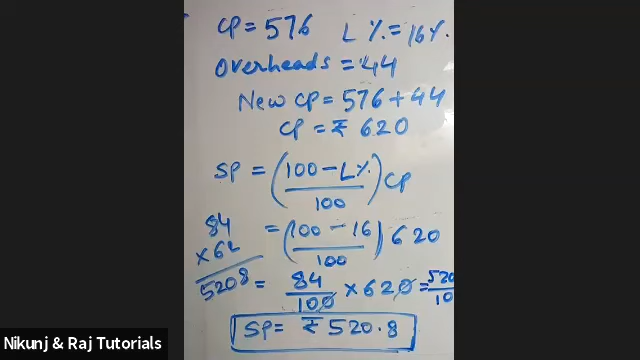 CP = 576 L % = 16%.
Overheads = 44
New CP = 576 + 44
CP = ₹ 620
SP = (100 - L% / 100) CP
84 = (100 - 16 / 100) 620
×62
5208 = 84 / 100 × 620 = 520 / 10
SP = ₹ 520.8
Nikunj & Raj Tutorials